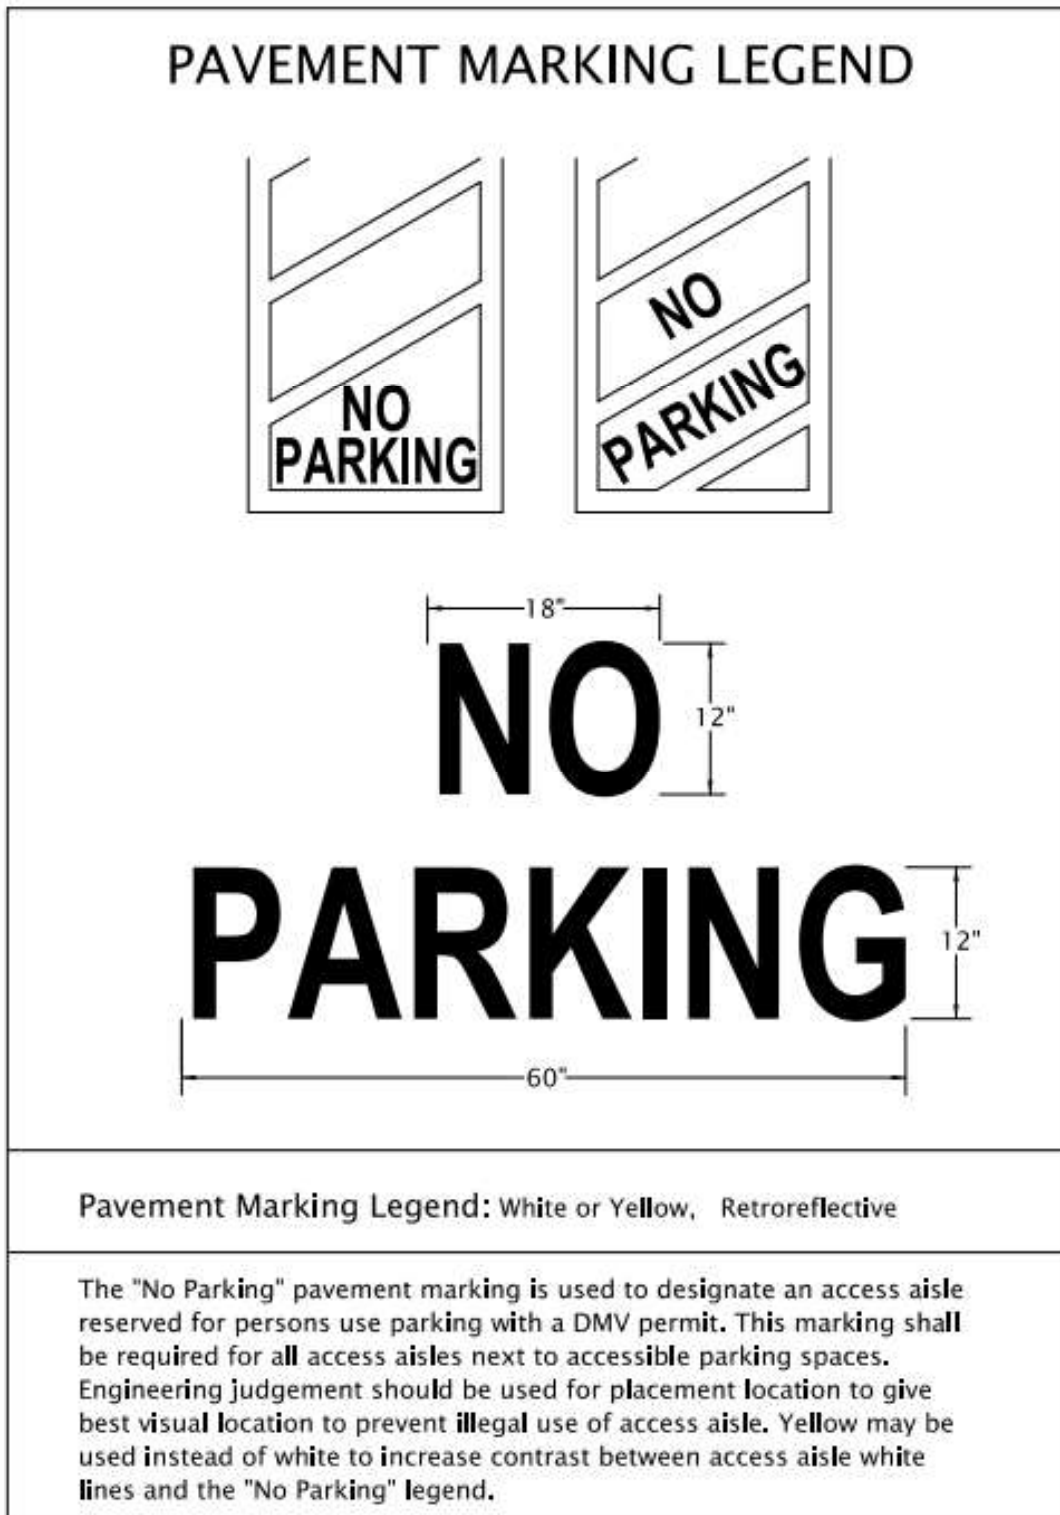 PAVEMENT MARKING LEGEND
NO
PARKING
NO
PARKING
18"
NO
12"
PARKING
12"
60"
Pavement Marking Legend: White or Yellow, Retroreflective
The "No Parking" pavement marking is used to designate an access aisle
reserved for persons use parking with a DMV permit. This marking shall
be required for all access aisles next to accessible parking spaces.
Engineering judgement should be used for placement location to give
best visual location to prevent illegal use of access aisle. Yellow may be
used instead of white to increase contrast between access aisle white
lines and the "No Parking" legend.